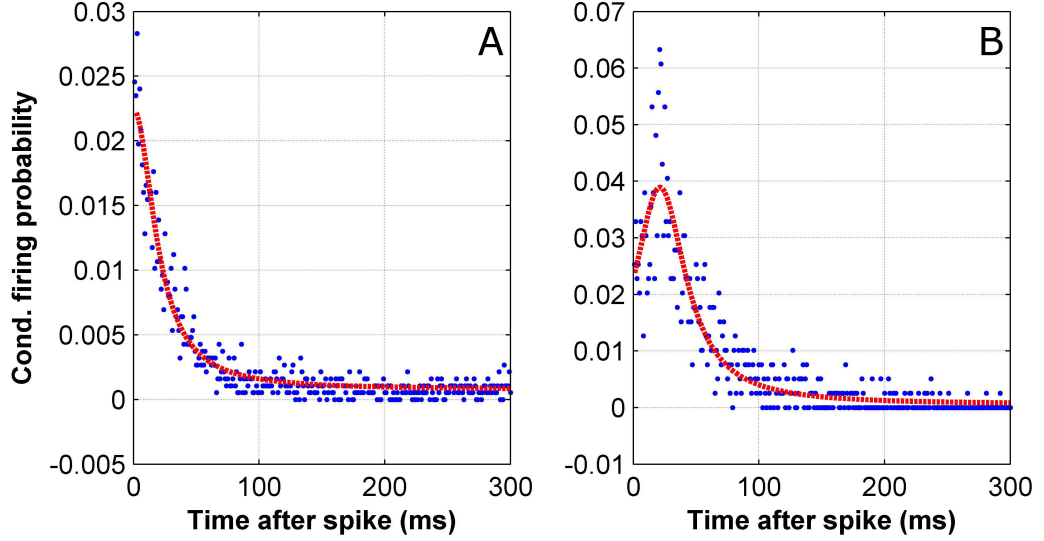 A
B
Cond. firing probability
0.03
0.025
0.02
0.015
0.01
0.005
0
-0.005
0 100 200 300
Time after spike (ms)
0.07
0.06
0.05
0.04
0.03
0.02
0.01
0
-0.01
0 100 200 300
Time after spike (ms)